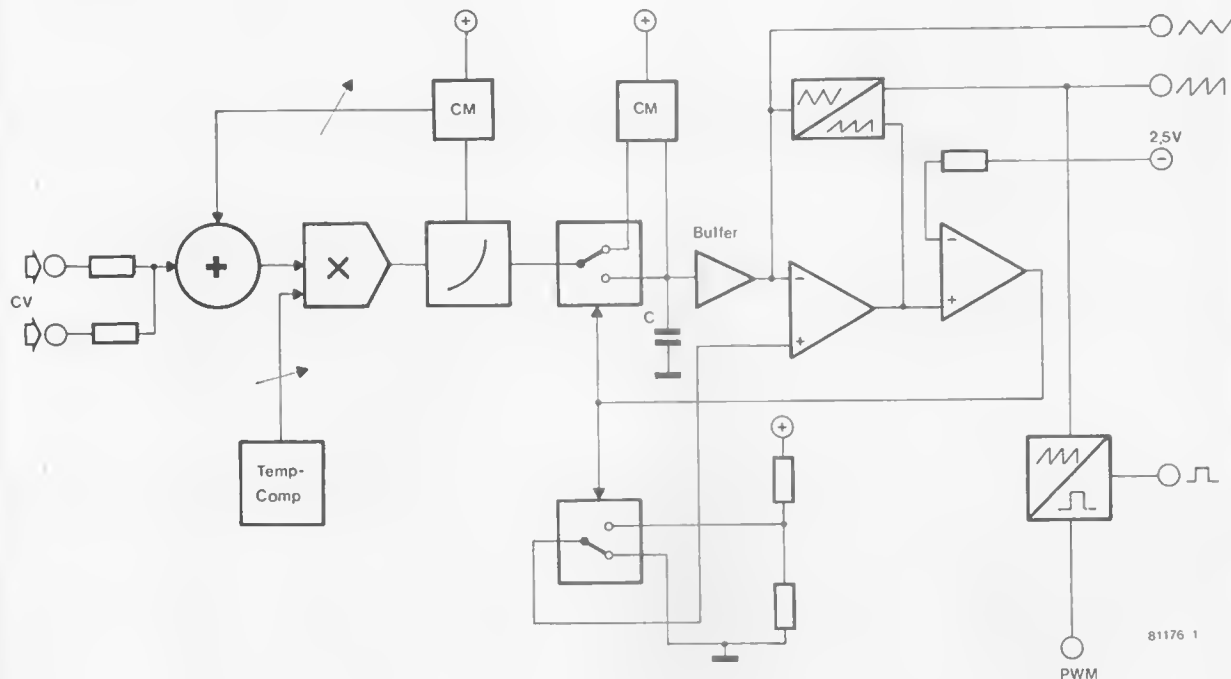 CM
CM
2,5V
Buffer
CV
C
Temp-
Comp
81176 1
PWM